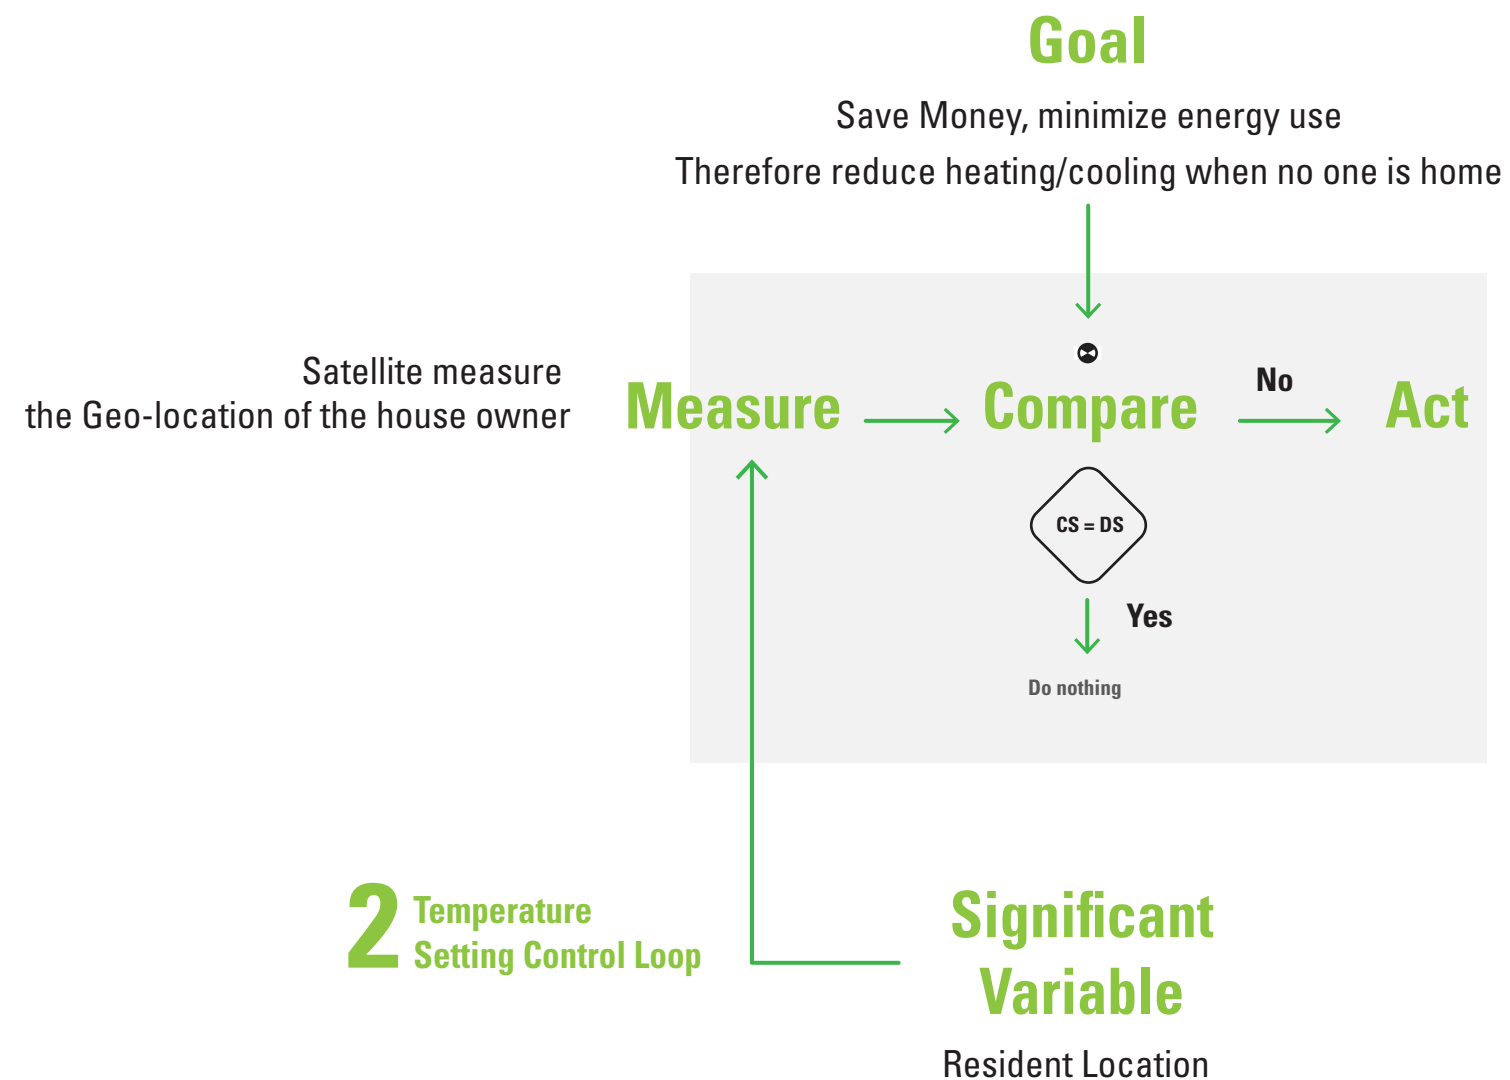 Goal
Save Money, minimize energy use
Therefore reduce heating/cooling when no one is home
Satellite measure
the Geo-location of the house owner
Measure
Compare
No
Act
CS = DS
Yes
Do nothing
2
Temperature
Setting Control Loop
Significant
Variable
Resident Location